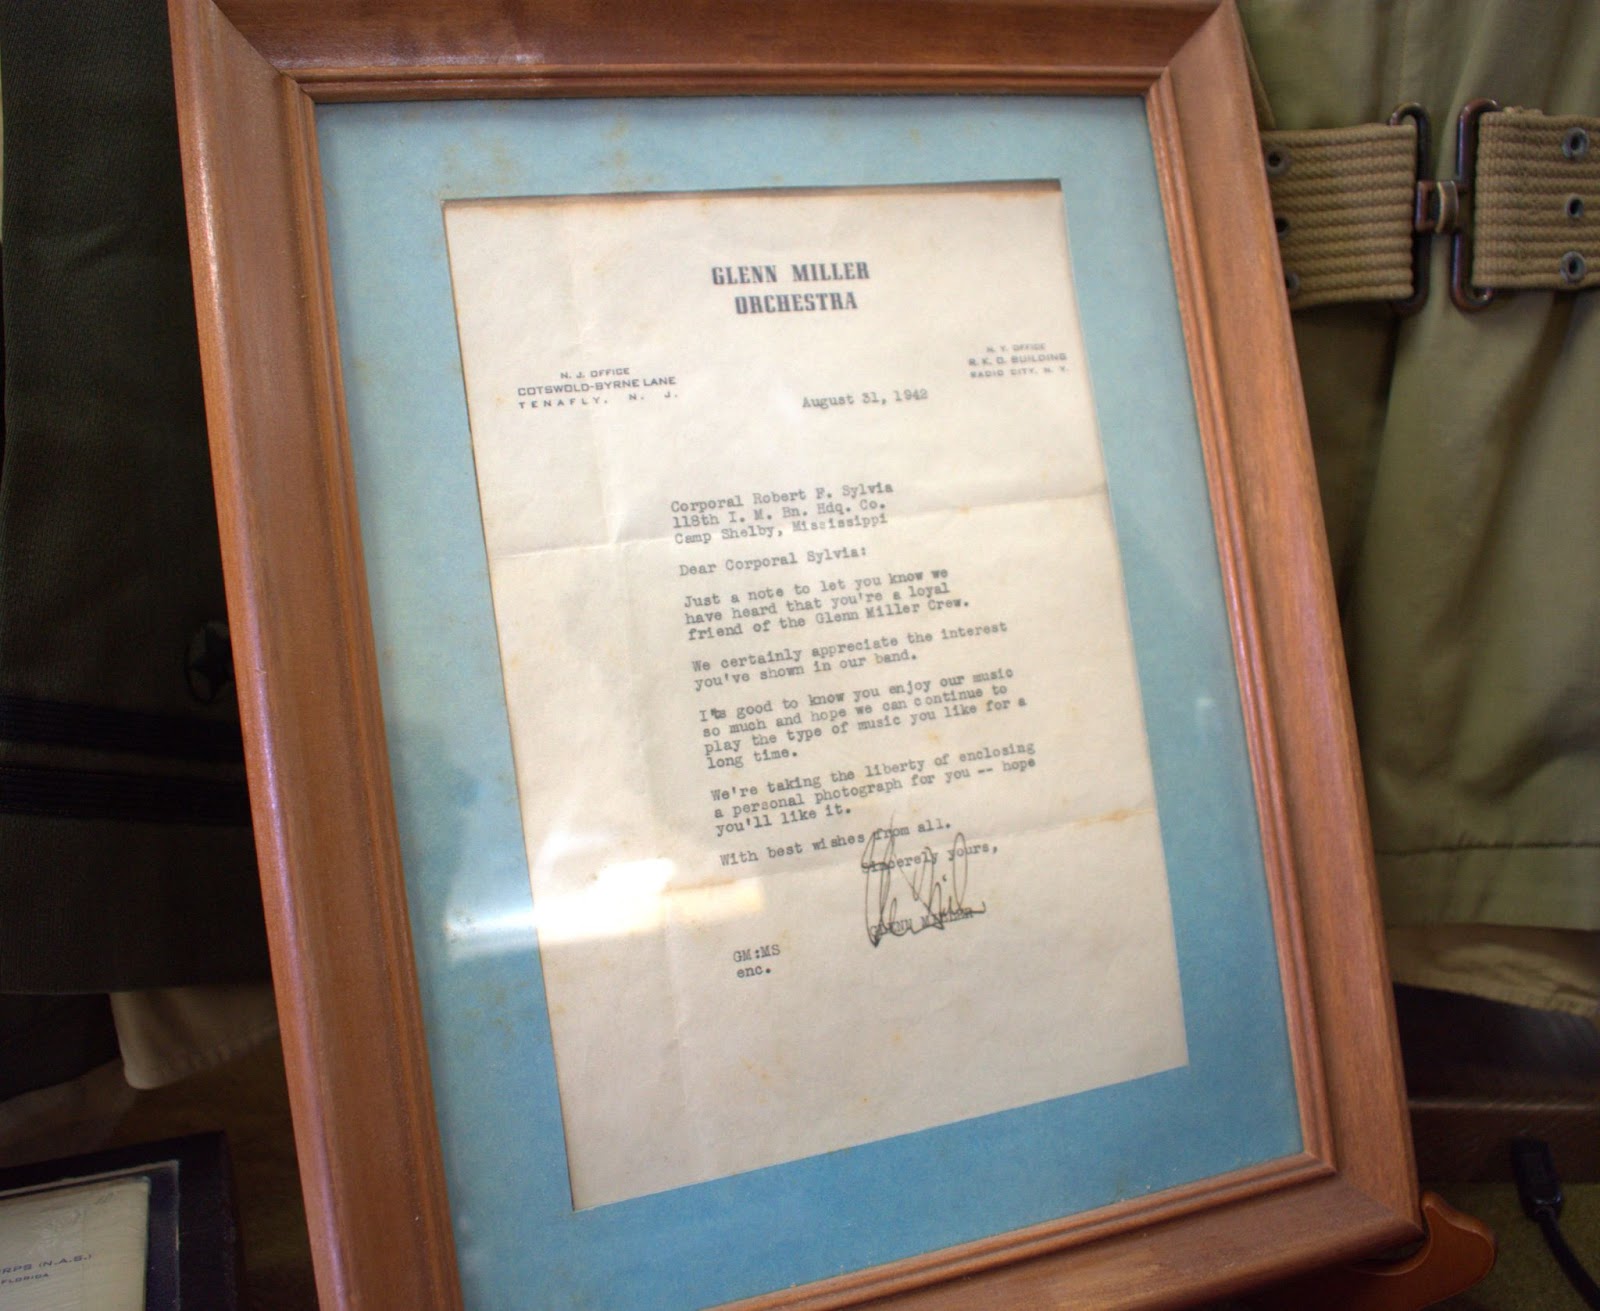 GLENN MILLER
ORCHESTRA
N. J. OFFICE
COTSWOLD-BYRNE LANE
TENAFLY, N. J.
N. Y. OFFICE
R. K. O. BUILDING
RADIO CITY, N. Y.
August 31, 1942
Corporal Robert F. Sylvia
118th I. M. Bn. Hdq. Co.
Camp Shelby, Mississippi
Dear Corporal Sylvia:
Just a note to let you know we
have heard that you're a loyal
friend of the Glenn Miller Crew.
We certainly appreciate the interest
you've shown in our band.
It's good to know you enjoy our music
so much and hope we can continue to
play the type of music you like for a
long time.
We're taking the liberty of enclosing
a personal photograph for you -- hope
you'll like it.
With best wishes from all.
Sincerely yours,
GLENN MILLER
GM:MS
enc.
RPS (N.A.S.)
FLORIDA